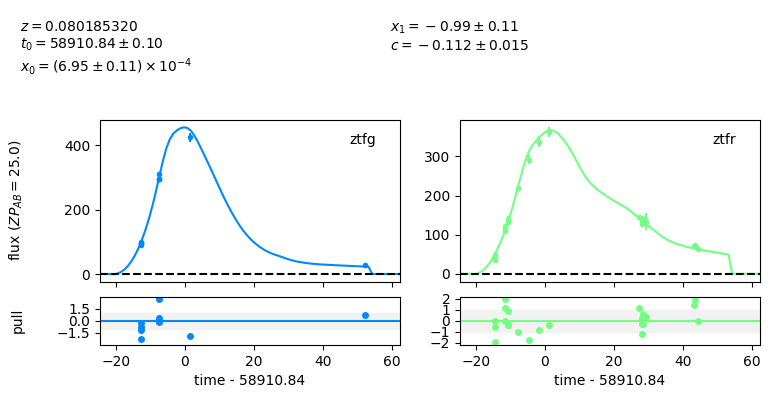 z = 0.080185320
t₀ = 58910.84 ± 0.10
x₀ = (6.95 ± 0.11) × 10⁻⁴
x₁ = −0.99 ± 0.11
c = −0.112 ± 0.015
flux (ZP_AB = 25.0)
400
200
0
ztfg
300
200
100
0
ztfr
pull
1.5
0.0
−1.5
−20
0
20
40
60
time - 58910.84
2
1
0
−1
−2
−20
0
20
40
60
time - 58910.84